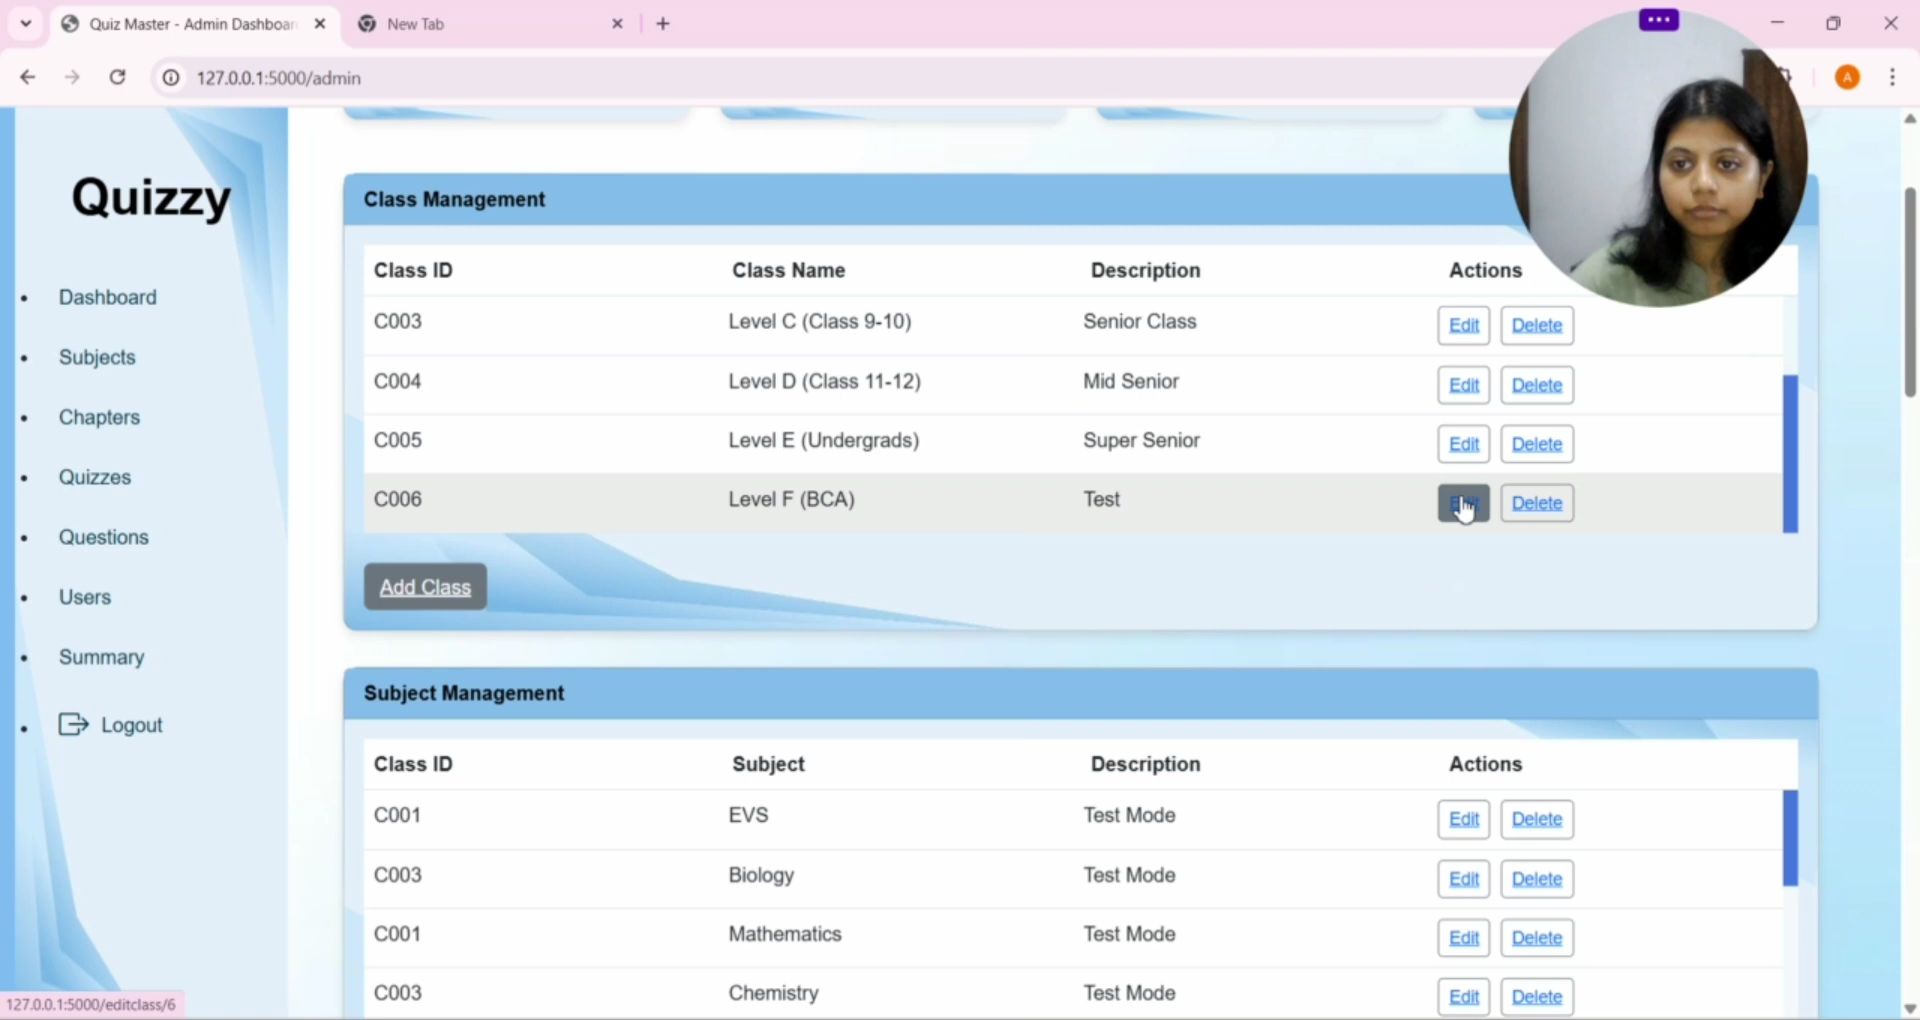 Quiz Master - Admin Dashboar
New Tab
127.0.0.1:5000/admin
A
Quizzy
Dashboard
Subjects
Chapters
Quizzes
Questions
Users
Summary
Logout
Class Management
Class ID Class Name Description Actions
C003 Level C (Class 9-10) Senior Class Edit Delete
C004 Level D (Class 11-12) Mid Senior Edit Delete
C005 Level E (Undergrads) Super Senior Edit Delete
C006 Level F (BCA) Test Edit Delete
Add Class
Subject Management
Class ID Subject Description Actions
C001 EVS Test Mode Edit Delete
C003 Biology Test Mode Edit Delete
C001 Mathematics Test Mode Edit Delete
C003 Chemistry Test Mode Edit Delete
127.0.0.1:5000/editclass/6